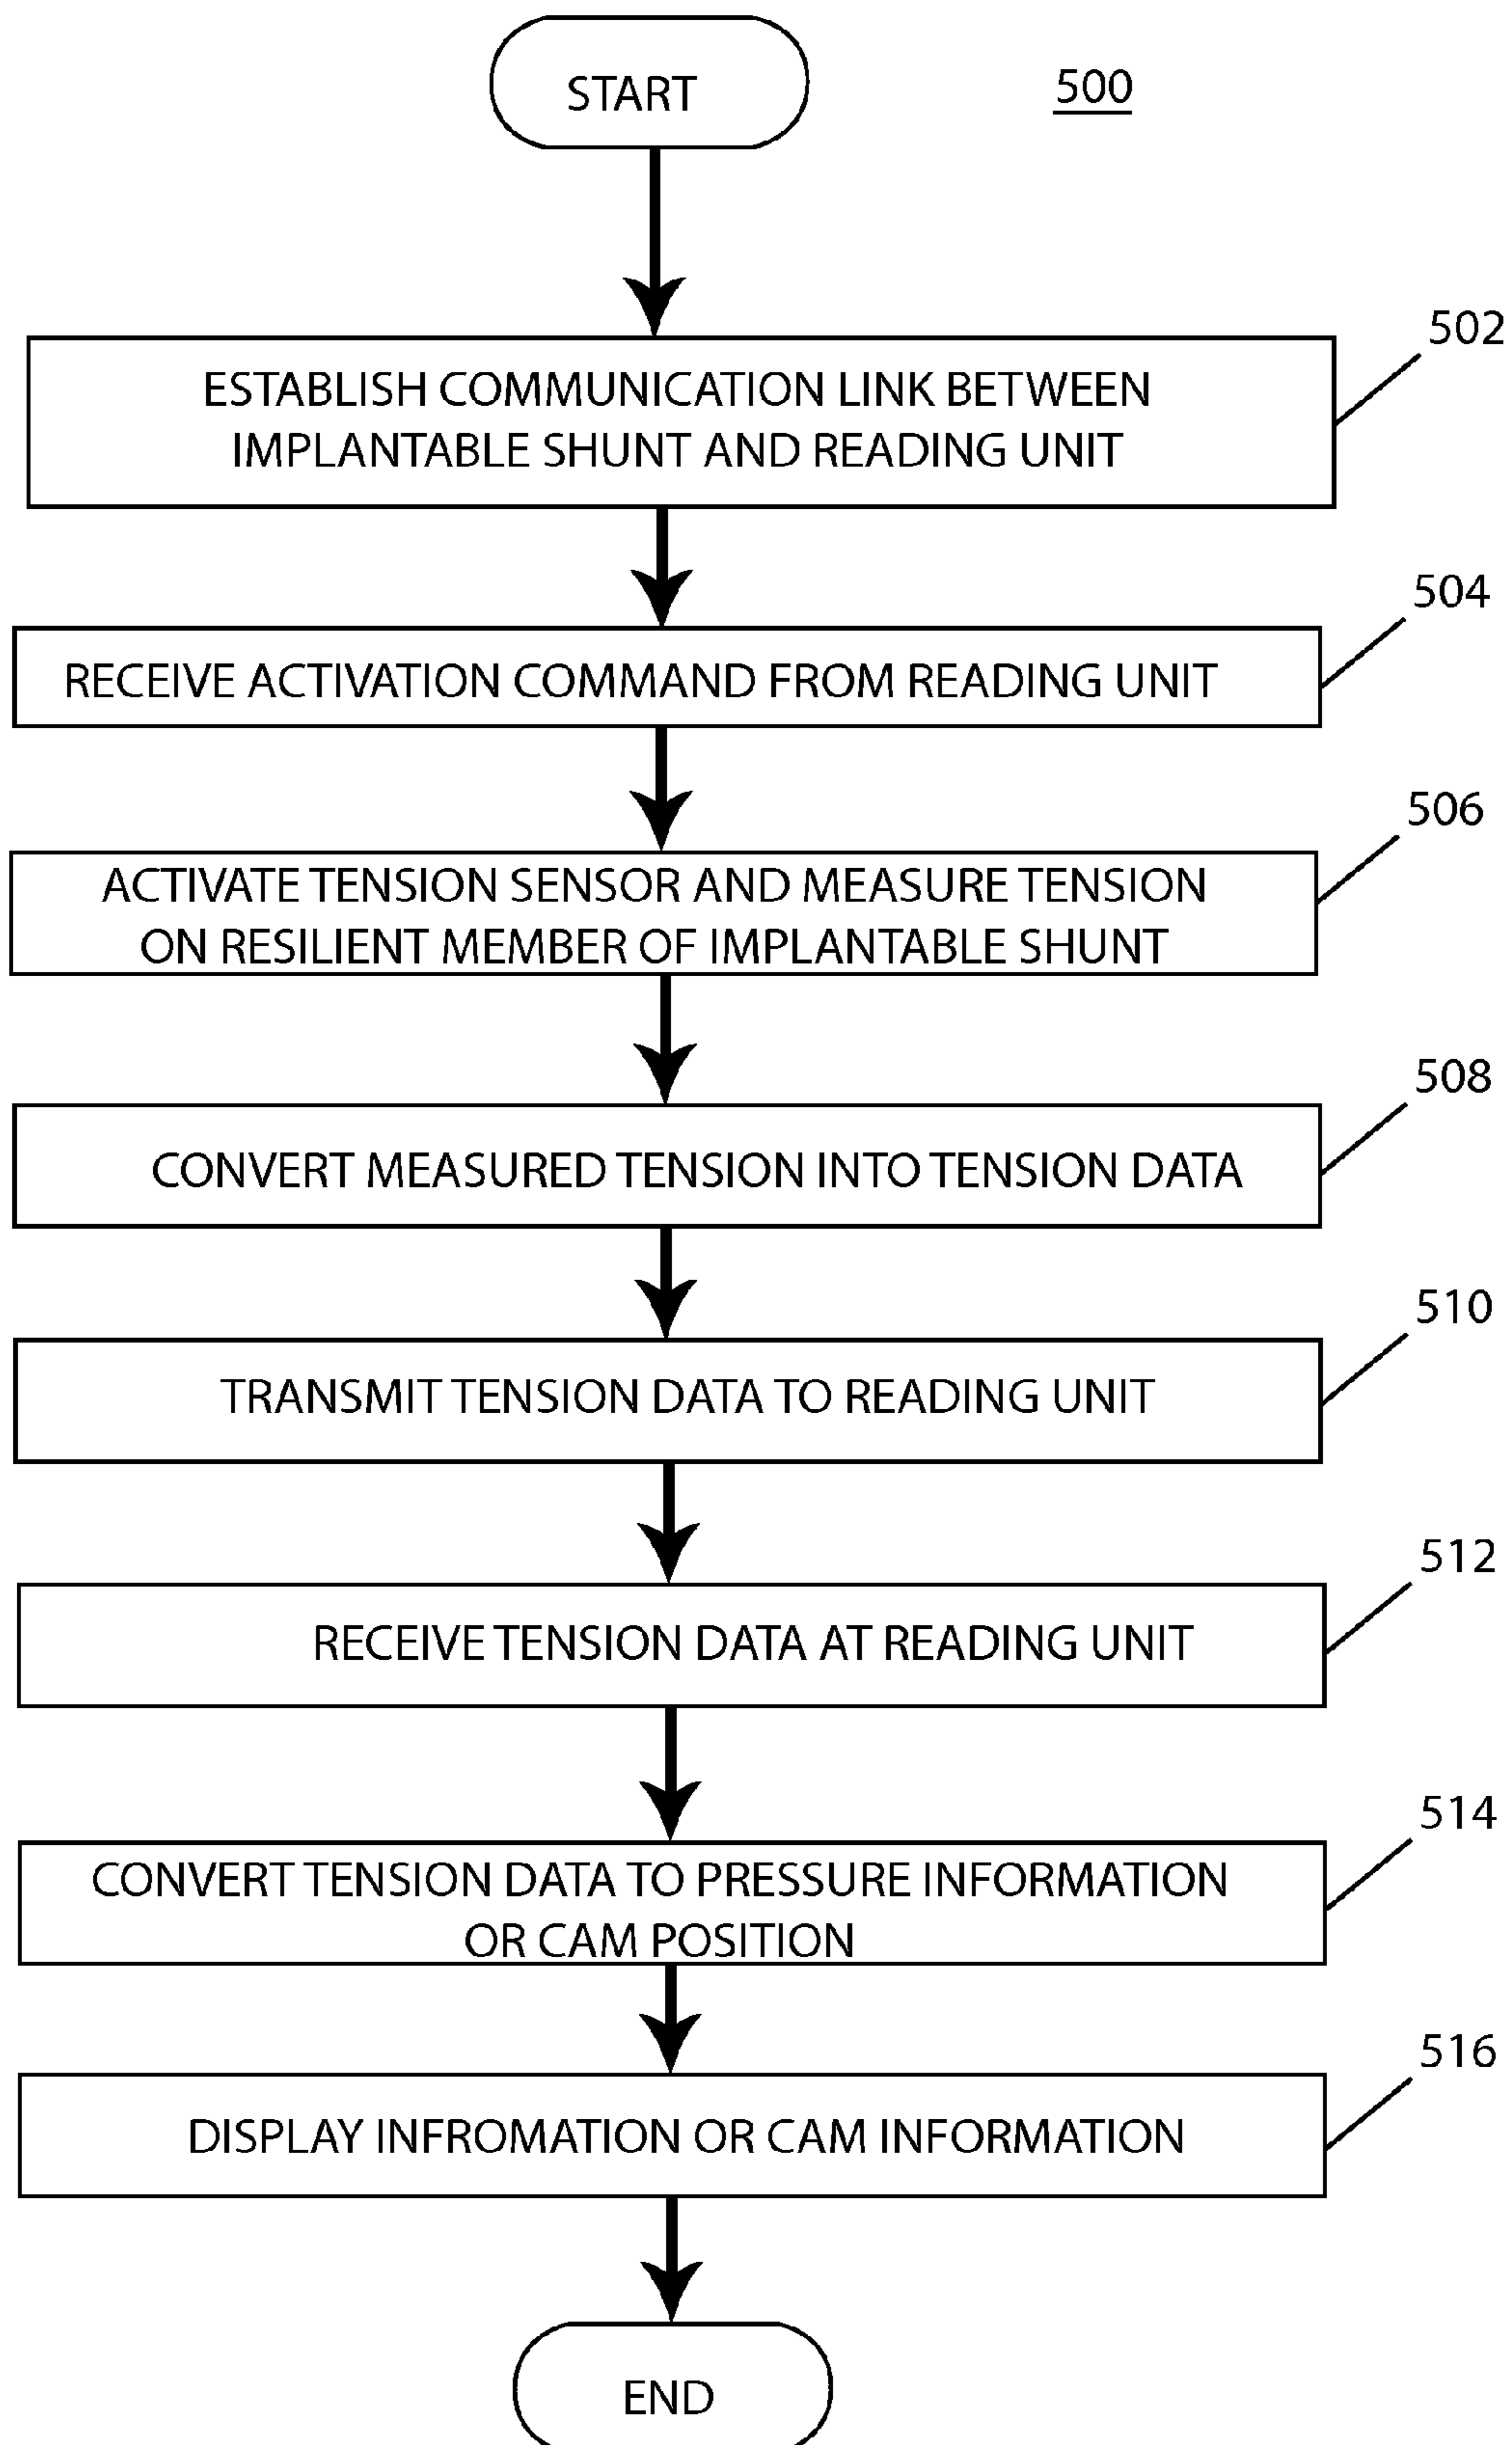 START
500
502
ESTABLISH COMMUNICATION LINK BETWEEN
IMPLANTABLE SHUNT AND READING UNIT
504
RECEIVE ACTIVATION COMMAND FROM READING UNIT
506
ACTIVATE TENSION SENSOR AND MEASURE TENSION
ON RESILIENT MEMBER OF IMPLANTABLE SHUNT
508
CONVERT MEASURED TENSION INTO TENSION DATA
510
TRANSMIT TENSION DATA TO READING UNIT
512
RECEIVE TENSION DATA AT READING UNIT
514
CONVERT TENSION DATA TO PRESSURE INFORMATION
OR CAM POSITION
516
DISPLAY INFROMATION OR CAM INFORMATION
END